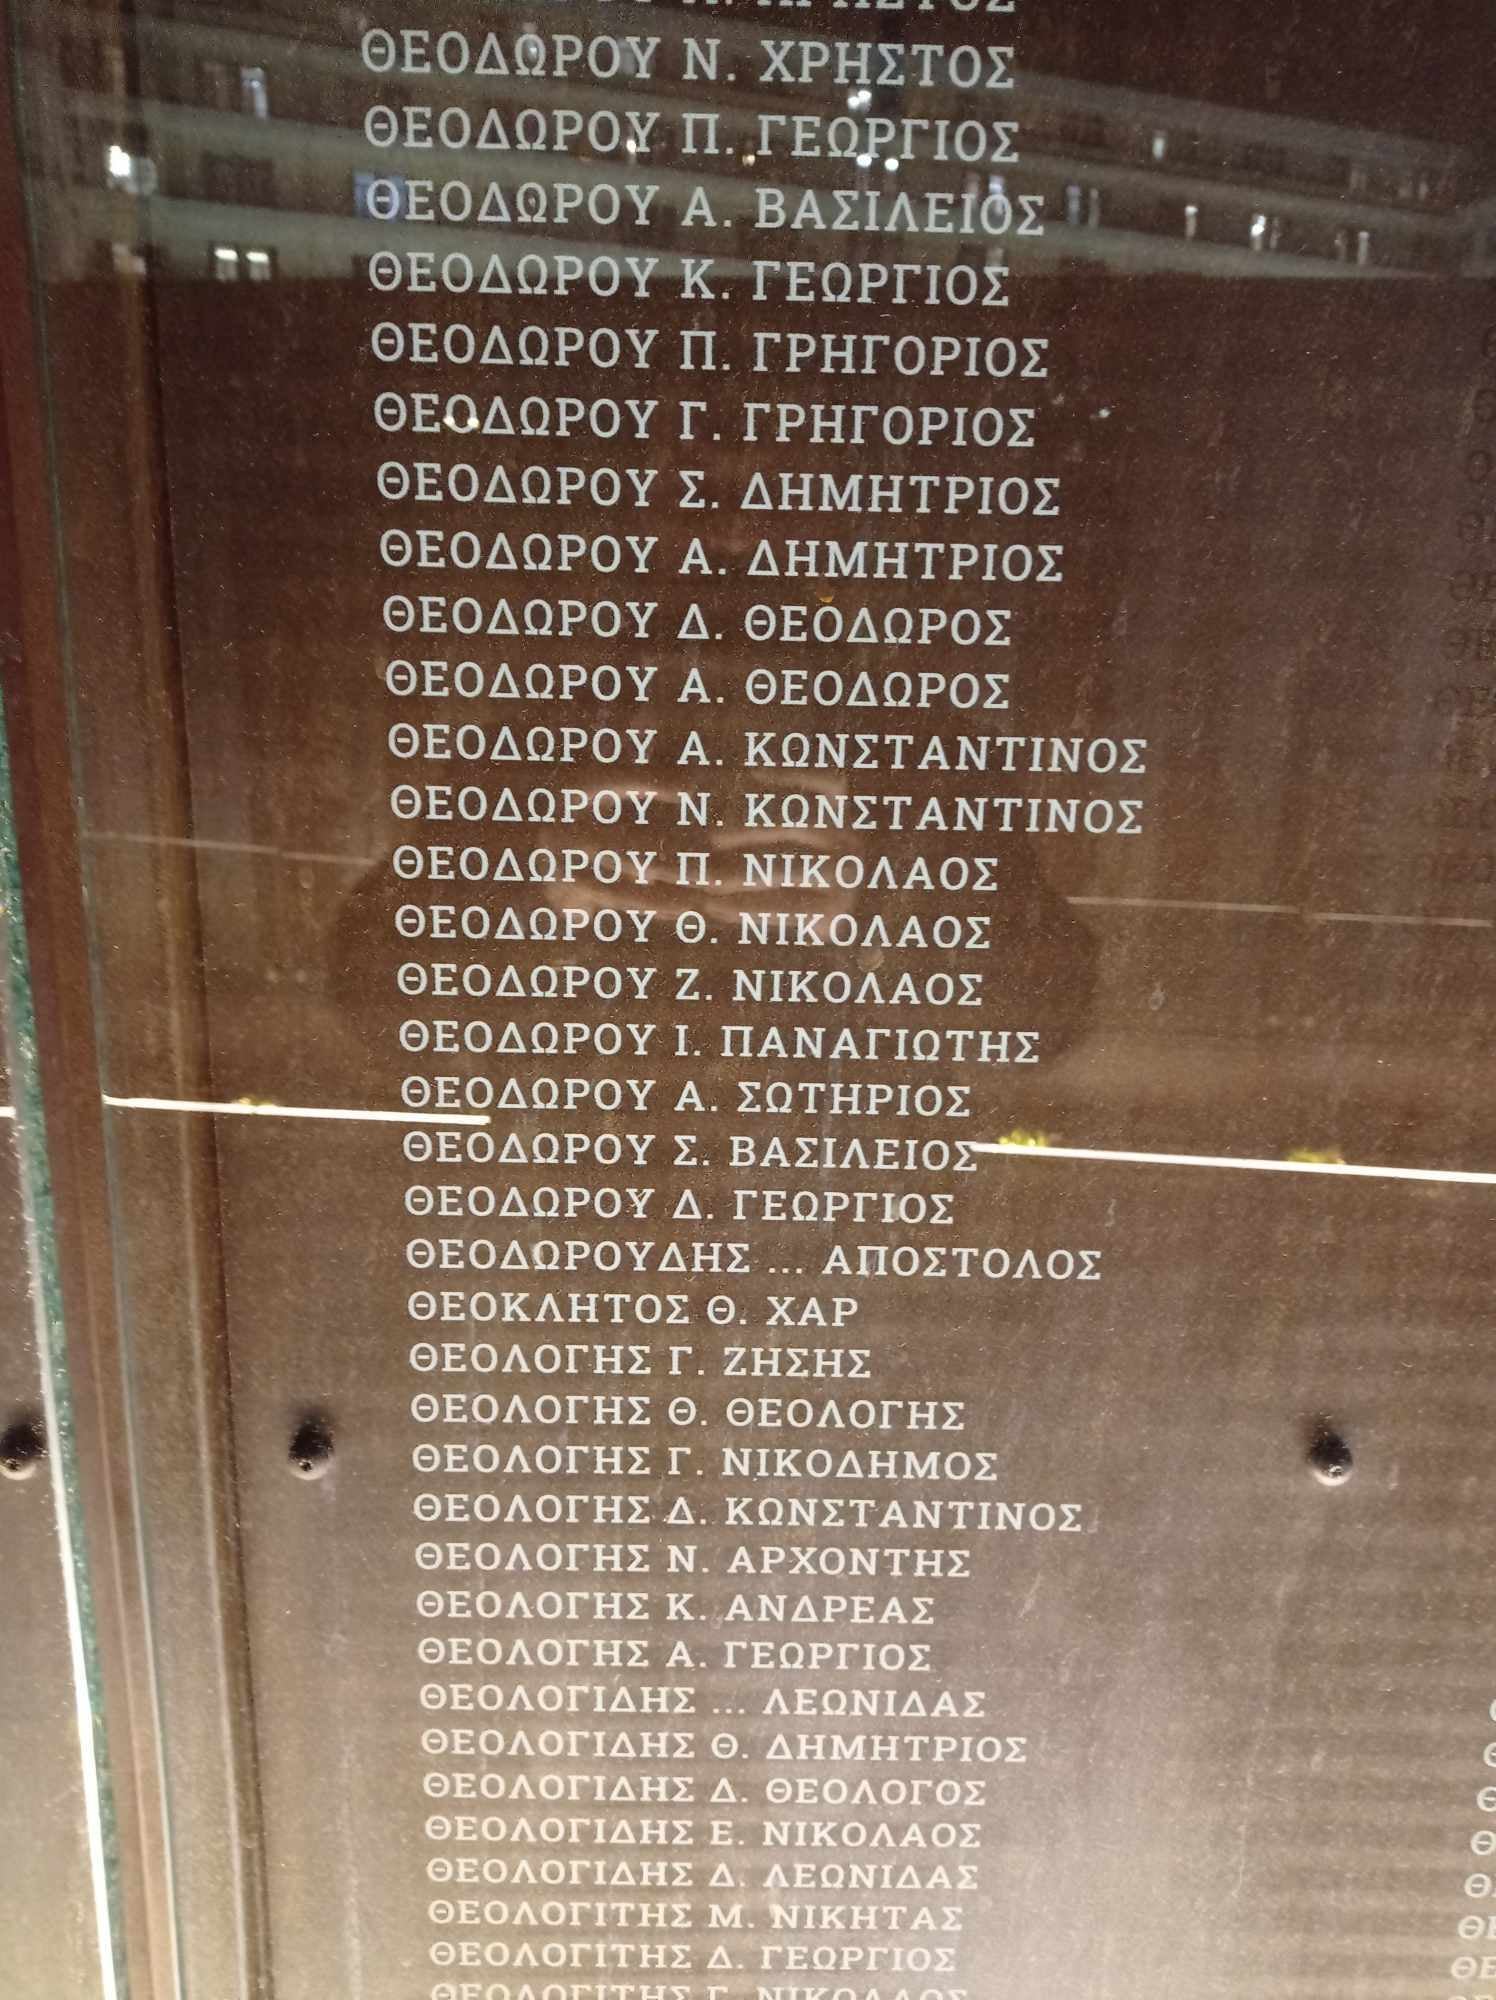 ΘΕΟΔΩΡΟΥ Ν. ΧΡΗΣΤΟΣ
ΘΕΟΔΩΡΟΥ Π. ΓΕΩΡΓΙΟΣ
ΘΕΟΔΩΡΟΥ Α. ΒΑΣΙΛΕΙΟΣ
ΘΕΟΔΩΡΟΥ Κ. ΓΕΩΡΓΙΟΣ
ΘΕΟΔΩΡΟΥ Π. ΓΡΗΓΟΡΙΟΣ
ΘΕΟΔΩΡΟΥ Γ. ΓΡΗΓΟΡΙΟΣ
ΘΕΟΔΩΡΟΥ Σ. ΔΗΜΗΤΡΙΟΣ
ΘΕΟΔΩΡΟΥ Α. ΔΗΜΗΤΡΙΟΣ
ΘΕΟΔΩΡΟΥ Δ. ΘΕΟΔΩΡΟΣ
ΘΕΟΔΩΡΟΥ Α. ΘΕΟΔΩΡΟΣ
ΘΕΟΔΩΡΟΥ Α. ΚΩΝΣΤΑΝΤΙΝΟΣ
ΘΕΟΔΩΡΟΥ Ν. ΚΩΝΣΤΑΝΤΙΝΟΣ
ΘΕΟΔΩΡΟΥ Π. ΝΙΚΟΛΑΟΣ
ΘΕΟΔΩΡΟΥ Θ. ΝΙΚΟΛΑΟΣ
ΘΕΟΔΩΡΟΥ Ζ. ΝΙΚΟΛΑΟΣ
ΘΕΟΔΩΡΟΥ Ι. ΠΑΝΑΓΙΩΤΗΣ
ΘΕΟΔΩΡΟΥ Α. ΣΩΤΗΡΙΟΣ
ΘΕΟΔΩΡΟΥ Σ. ΒΑΣΙΛΕΙΟΣ
ΘΕΟΔΩΡΟΥ Δ. ΓΕΩΡΓΙΟΣ
ΘΕΟΔΩΡΟΥΔΗΣ ... ΑΠΟΣΤΟΛΟΣ
ΘΕΟΚΛΗΤΟΣ Θ. ΧΑΡ
ΘΕΟΛΟΓΗΣ Γ. ΖΗΣΗΣ
ΘΕΟΛΟΓΗΣ Θ. ΘΕΟΛΟΓΗΣ
ΘΕΟΛΟΓΗΣ Γ. ΝΙΚΟΔΗΜΟΣ
ΘΕΟΛΟΓΗΣ Δ. ΚΩΝΣΤΑΝΤΙΝΟΣ
ΘΕΟΛΟΓΗΣ Ν. ΑΡΧΟΝΤΗΣ
ΘΕΟΛΟΓΗΣ Κ. ΑΝΔΡΕΑΣ
ΘΕΟΛΟΓΗΣ Α. ΓΕΩΡΓΙΟΣ
ΘΕΟΛΟΓΙΔΗΣ ... ΛΕΩΝΙΔΑΣ
ΘΕΟΛΟΓΙΔΗΣ Θ. ΔΗΜΗΤΡΙΟΣ
ΘΕΟΛΟΓΙΔΗΣ Δ. ΘΕΟΛΟΓΟΣ
ΘΕΟΛΟΓΙΔΗΣ Ε. ΝΙΚΟΛΑΟΣ
ΘΕΟΛΟΓΙΔΗΣ Δ. ΛΕΩΝΙΔΑΣ
ΘΕΟΛΟΓΙΤΗΣ Μ. ΝΙΚΗΤΑΣ
ΘΕΟΛΟΓΙΤΗΣ Δ. ΓΕΩΡΓΙΟΣ
ΘΕΟΛΟΓΙΤΗΣ Γ. ΝΙΚΟΛΑΟΣ